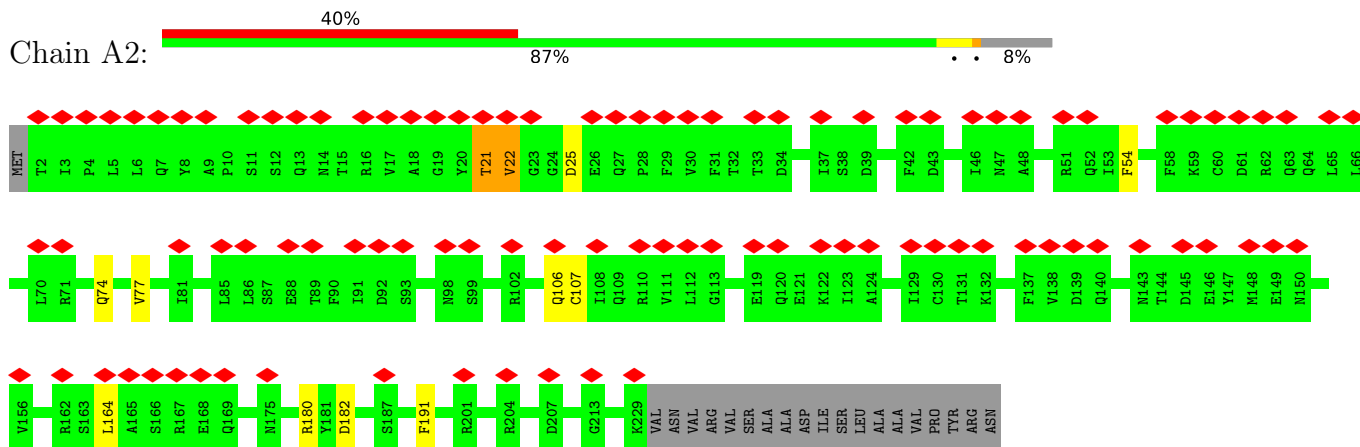 40%
Chain A2:
87% . . 8%
MET T2 I3 P4 L5 L6 Q7 Y8 A9 P10 S11 S12 Q13 N14 T15 R16 V17 A18 G19 Y20 T21 V22 G23 G24 D25 E26 Q27 P28 F29 V30 F31 T32 T33 D34 I37 S38 D39 F42 D43 I46 N47 A48 R51 Q52 I53 F54 F58 K59 C60 D61 R62 Q63 Q64 L65 L66
L70 R71 Q74 V77 I81 L85 L86 S87 E88 T89 F90 I91 D92 S93 N98 S99 R102 Q106 C107 I108 Q109 R110 V111 L112 G113 E119 Q120 E121 K122 I123 A124 I129 C130 T131 K132 F137 V138 D139 Q140 N143 T144 D145 E146 Y147 M148 E149 N150
V156 R162 S163 L164 A165 S166 R167 E168 Q169 N175 R180 Y181 D182 S187 F191 R201 R204 D207 G213 K229 VAL ASN VAL ARG VAL SER ALA ALA ASP ILE SER LEU ALA ALA VAL PRO TYR ARG ASN